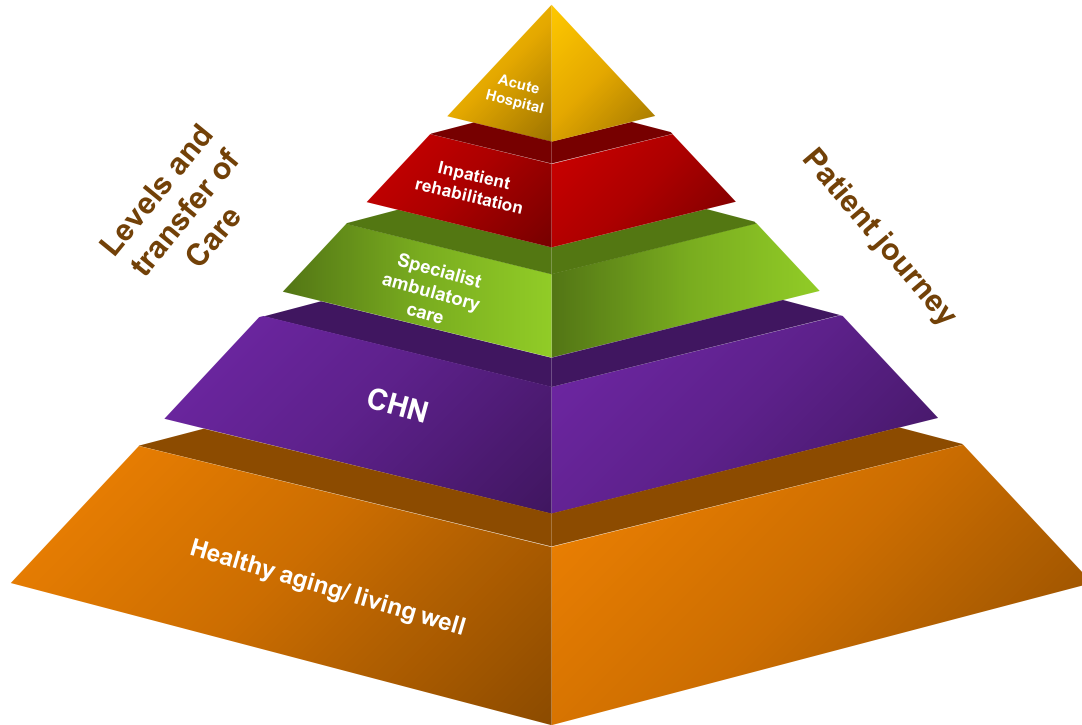 Acute
Hospital
Levels and
transfer of
Care
Patient journey
Inpatient
rehabilitation
Specialist
ambulatory
care
CHN
Healthy aging/ living well